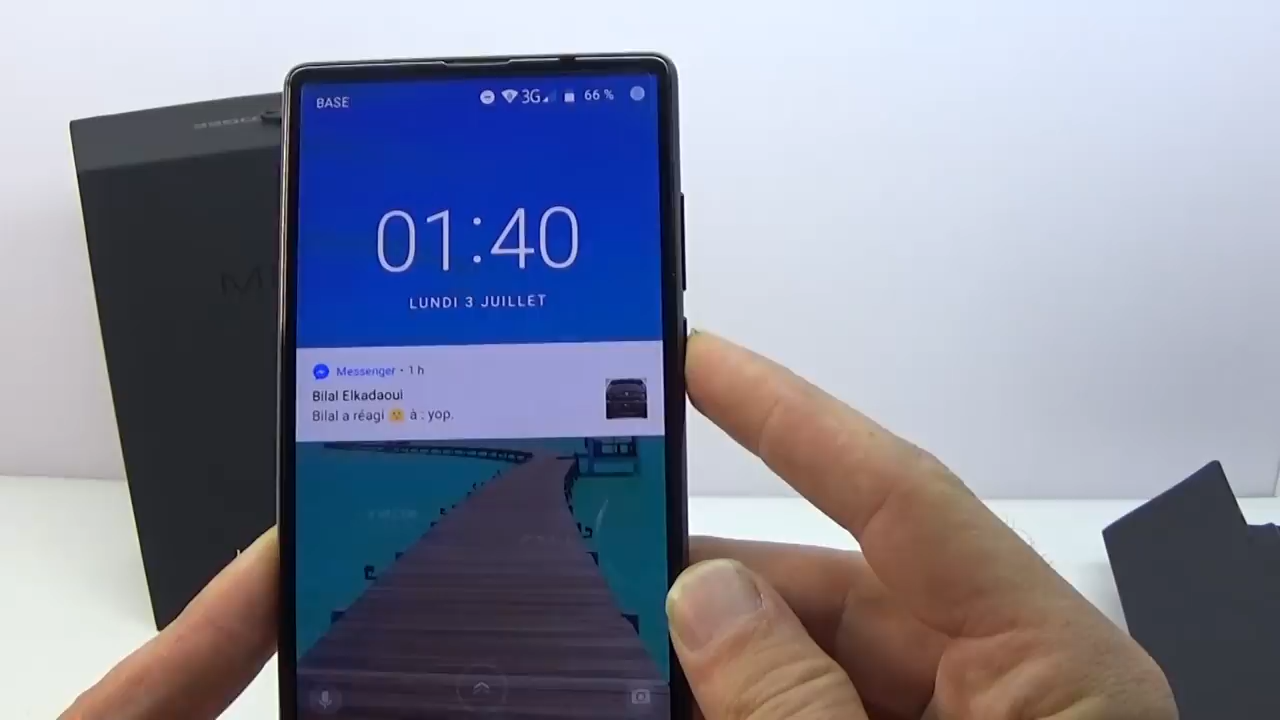 BASE
3G 66 %
01:40
LUNDI 3 JUILLET
Messenger • 1 h
Bilal Elkadaoui
Bilal a réagi 😗 à : yop.